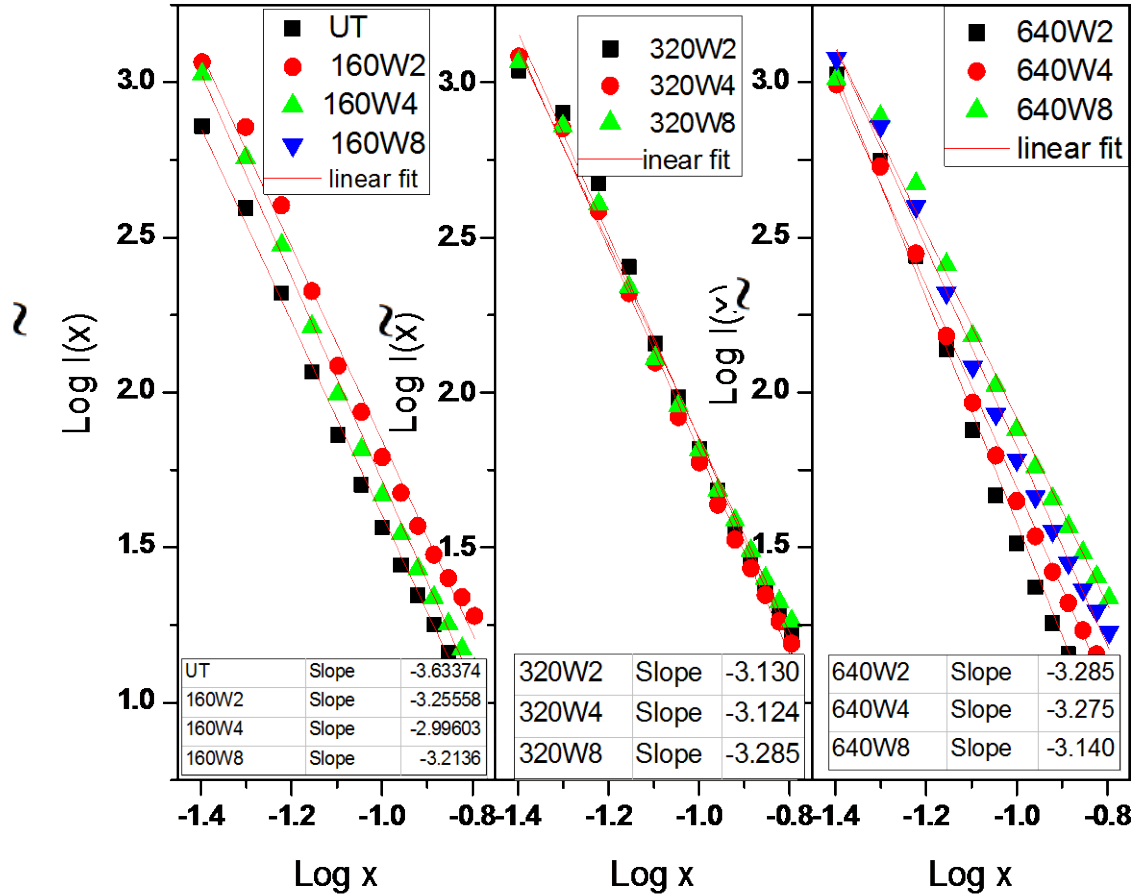 UT
160W2
160W4
160W8
linear fit
3.0
2.5
2.0
1.5
1.0
~
Log I(x)
UT Slope -3.63374
160W2 Slope -3.25558
160W4 Slope -2.99603
160W8 Slope -3.2136
-1.4 -1.2 -1.0 -0.8
Log x
320W2
320W4
320W8
inear fit
3.0
2.5
2.0
1.5
1.0
~
Log I(x)
320W2 Slope -3.130
320W4 Slope -3.124
320W8 Slope -3.285
-1.4 -1.2 -1.0 -0.8
Log x
640W2
640W4
640W8
linear fit
3.0
2.5
2.0
1.5
1.0
~
640W2 Slope -3.285
640W4 Slope -3.275
640W8 Slope -3.140
-1.4 -1.2 -1.0 -0.8
Log x